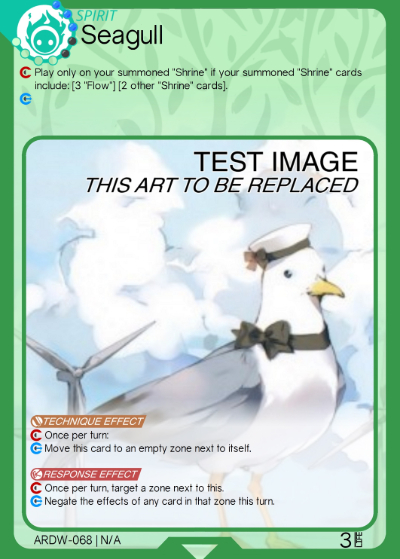 SPIRIT
Seagull
Play only on your summoned "Shrine" if your summoned "Shrine" cards
include: [3 "Flow"] [2 other "Shrine" cards].
TEST IMAGE
THIS ART TO BE REPLACED
TECHNIQUE EFFECT
Once per turn:
Move this card to an empty zone next to itself.
RESPONSE EFFECT
Once per turn, target a zone next to this.
Negate the effects of any card in that zone this turn.
ARDW-068 | N/A
3 LIFE